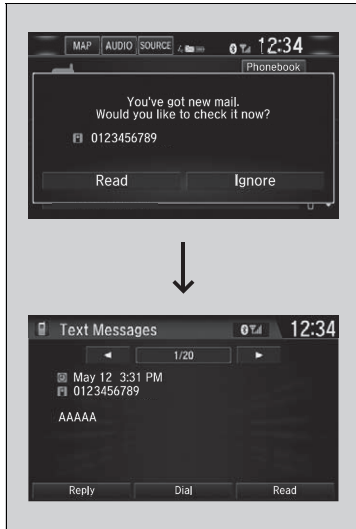 MAP AUDIO SOURCE 12:34
Phonebook
You've got new mail.
Would you like to check it now?
0123456789
Read Ignore
Text Messages 12:34
1/20
May 12 3:31 PM
0123456789
AAAAA
Reply Dial Read